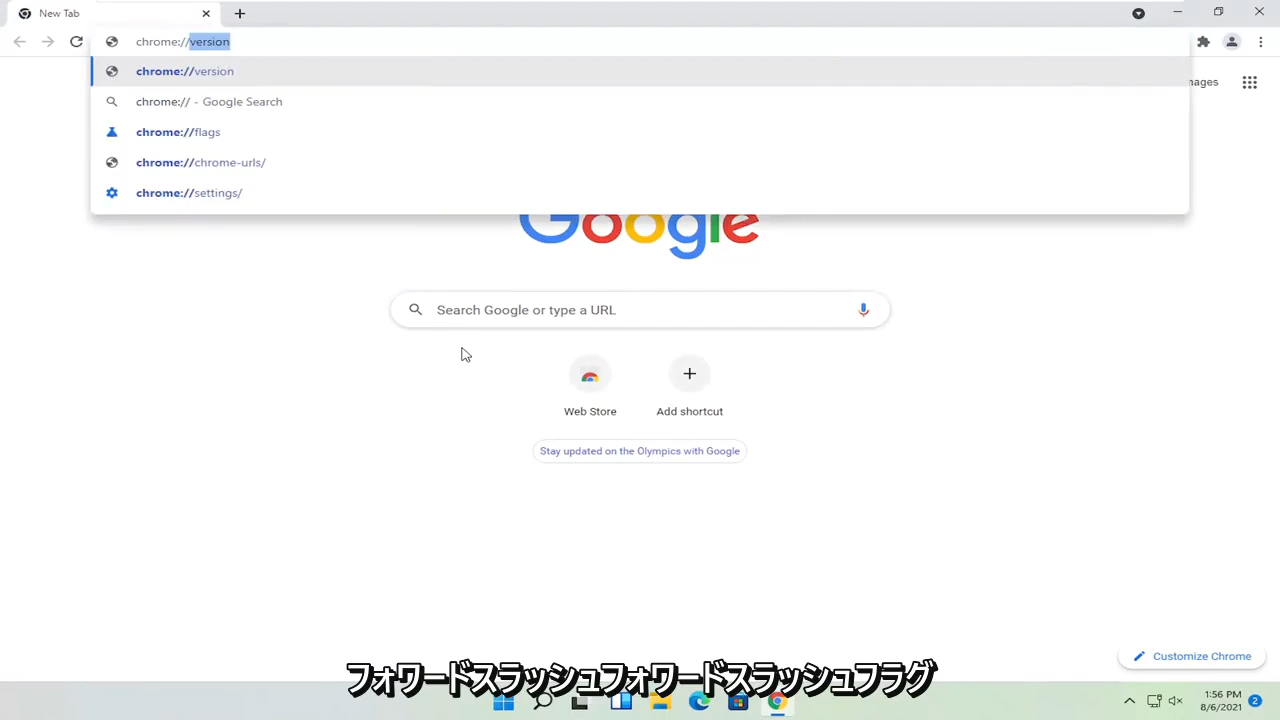 New Tab
chrome://version
chrome://version
chrome:// - Google Search
chrome://flags
chrome://chrome-urls/
chrome://settings/
Google
Search Google or type a URL
Web Store
Add shortcut
Stay updated on the Olympics with Google
Customize Chrome
フォワードスラッシュフォワードスラッシュフラグ
1:56 PM
8/6/2021
2